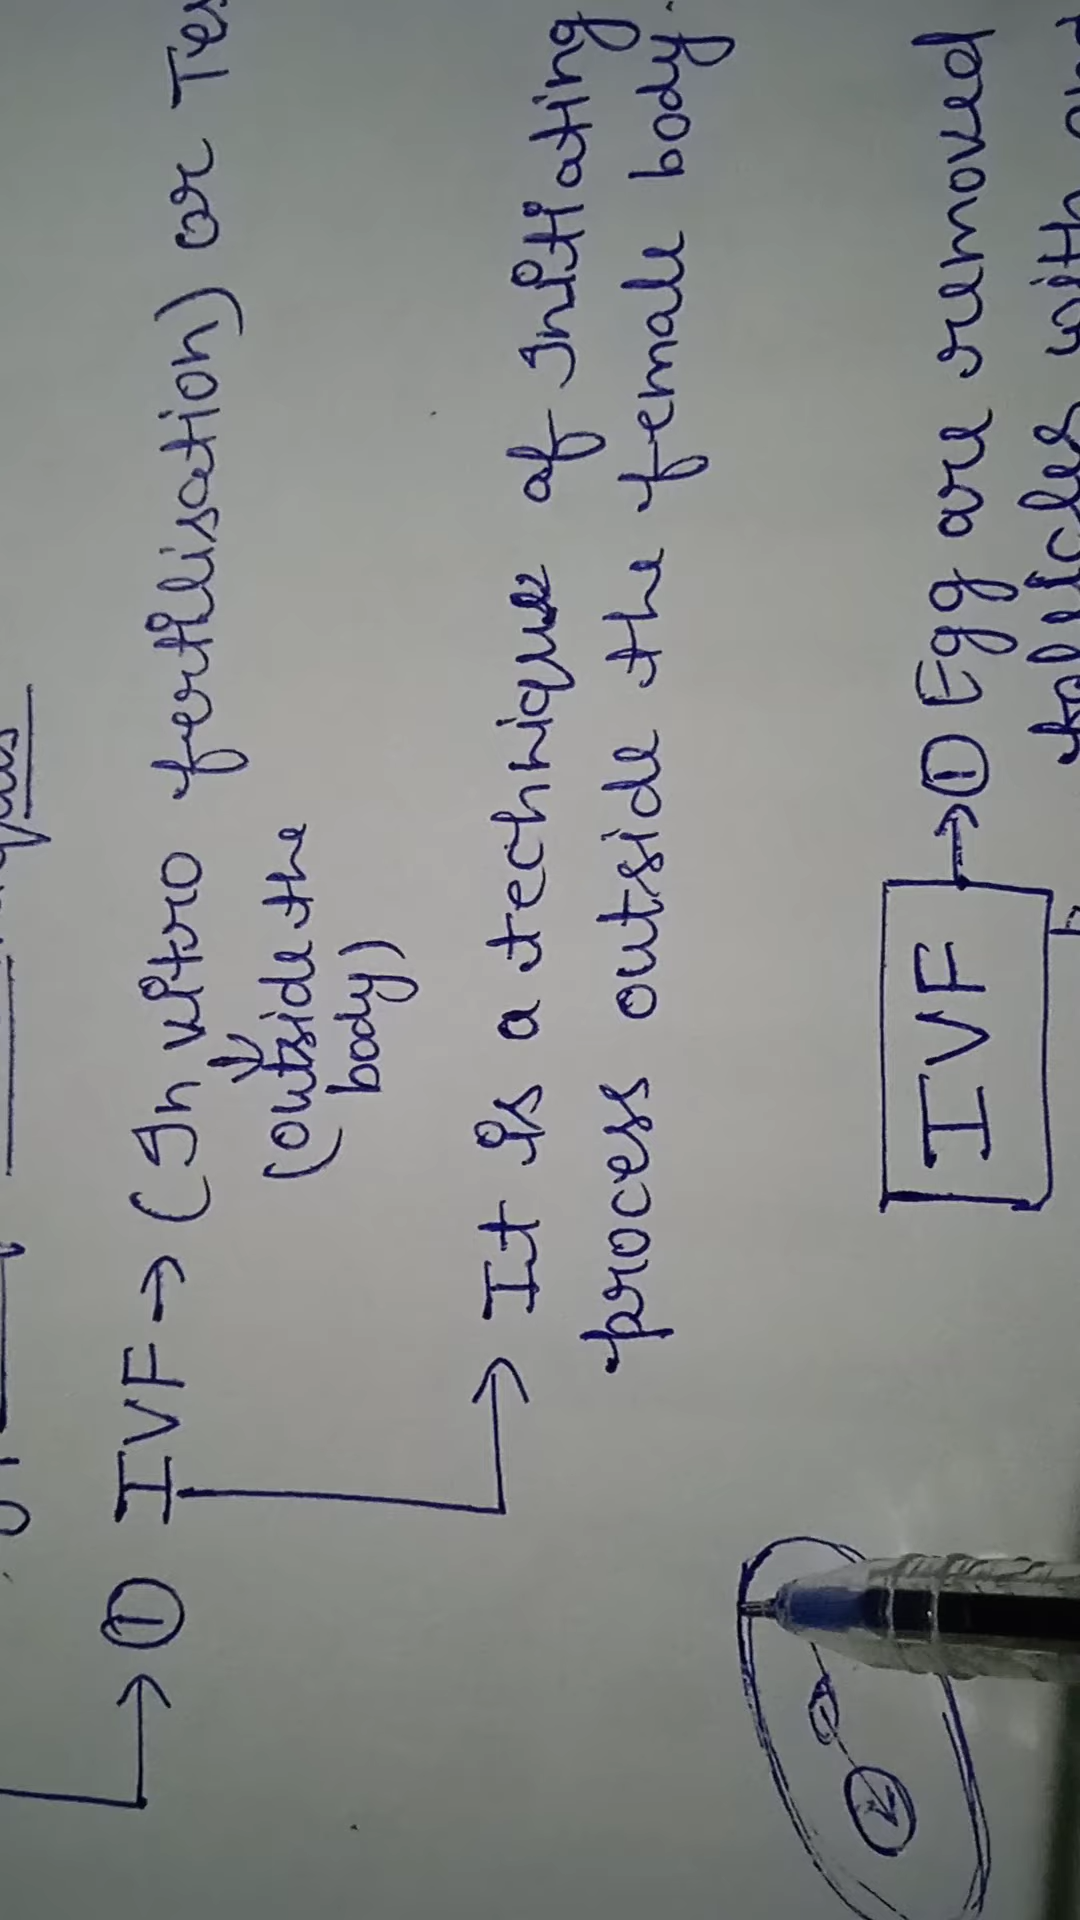 ① IVF → (In vitro fertilisation) or
(outside the
body)
It is a technique of Initiating
process outside the female body.
IVF → ① Egg are removed
with